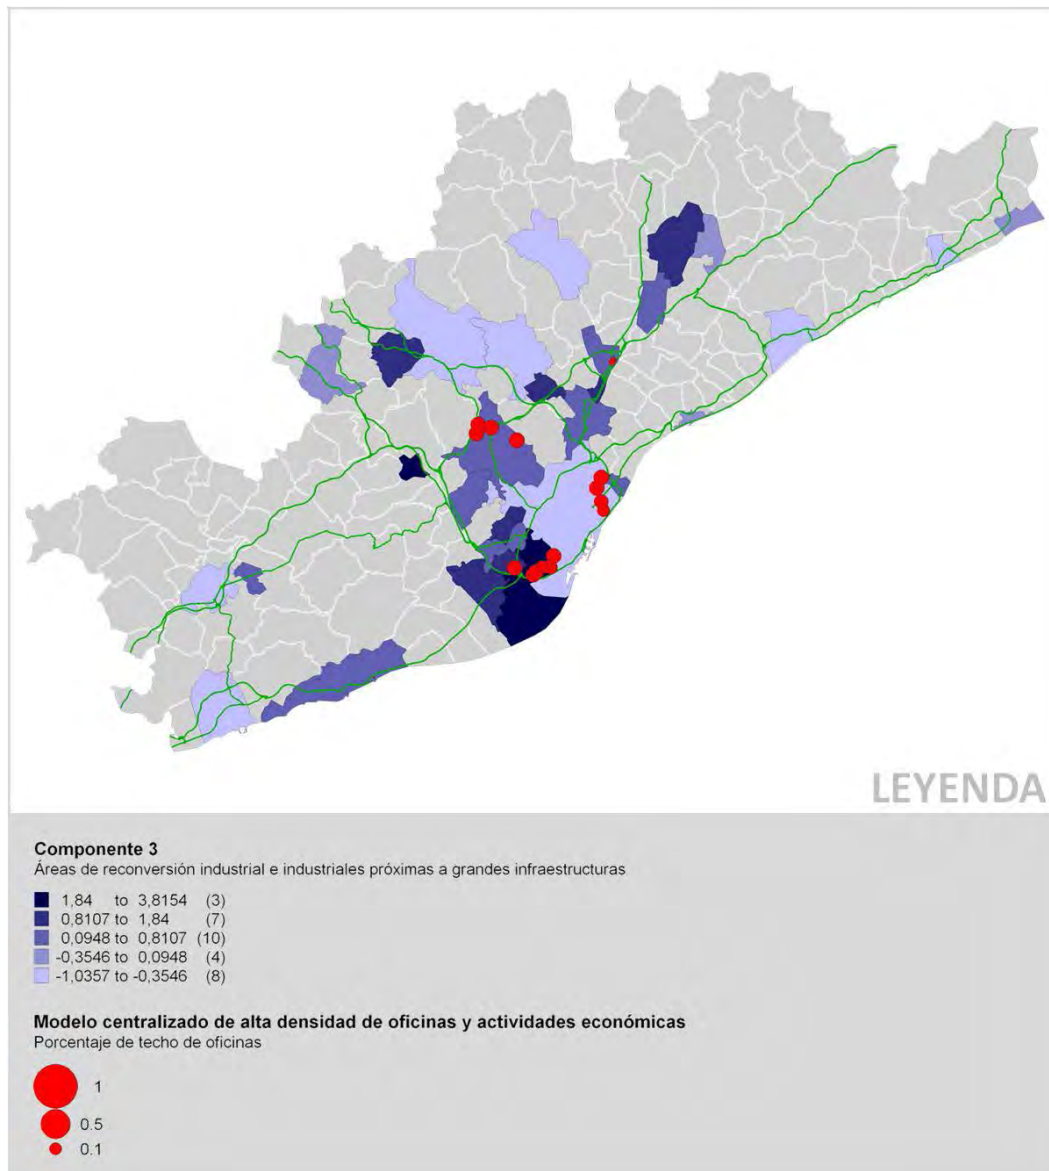 LEYENDA
Componente 3
Áreas de reconversión industrial e industriales próximas a grandes infraestructuras
1,84 to 3,8154 (3)
0,8107 to 1,84 (7)
0,0948 to 0,8107 (10)
-0,3546 to 0,0948 (4)
-1,0357 to -0,3546 (8)
Modelo centralizado de alta densidad de oficinas y actividades económicas
Porcentaje de techo de oficinas
1
0.5
0.1